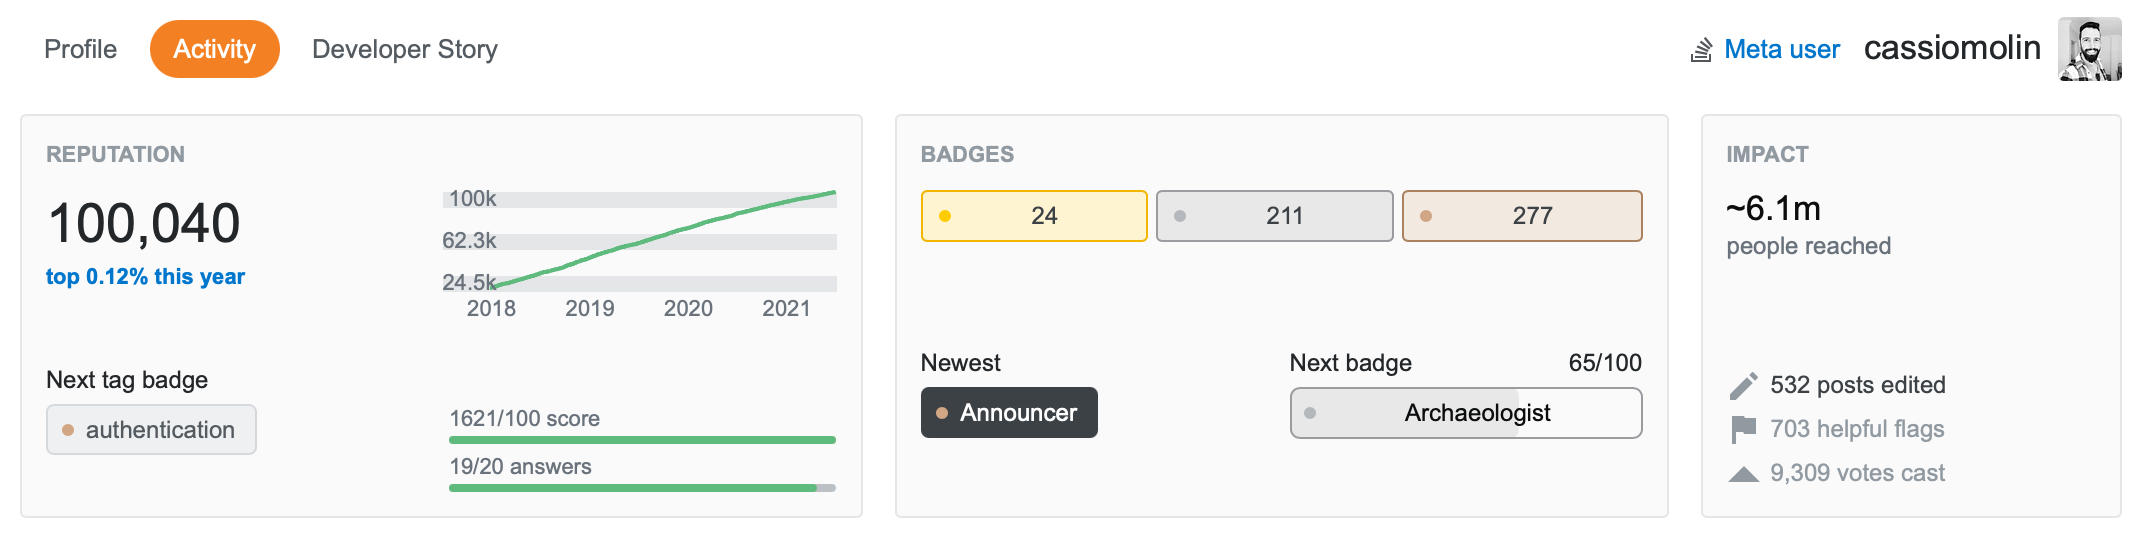 Profile
Activity
Developer Story
Meta user
cassiomolin
REPUTATION
100,040
top 0.12% this year
100k
62.3k
24.5k
2018 2019 2020 2021
Next tag badge
authentication
1621/100 score
19/20 answers
BADGES
24
211
277
Newest
Announcer
Next badge 65/100
Archaeologist
IMPACT
~6.1m
people reached
532 posts edited
703 helpful flags
9,309 votes cast